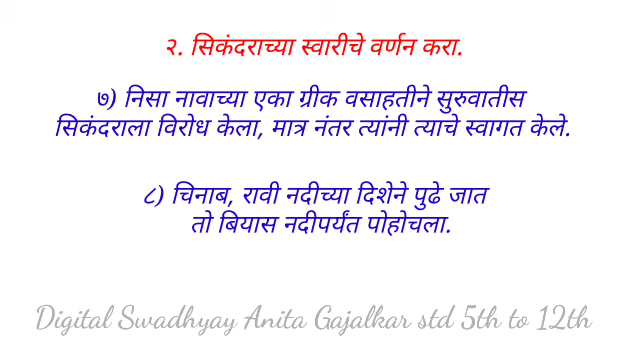 २. सिकंदराच्या स्वारीचे वर्णन करा.
७) निसा नावाच्या एका ग्रीक वसाहतीने सुरुवातीस
सिकंदराला विरोध केला, मात्र नंतर त्यांनी त्याचे स्वागत केले.
८) चिनाब, रावी नदीच्या दिशेने पुढे जात
तो बियास नदीपर्यंत पोहोचला.
Digital Swadhyay Anita Gajalkar std 5th to 12th